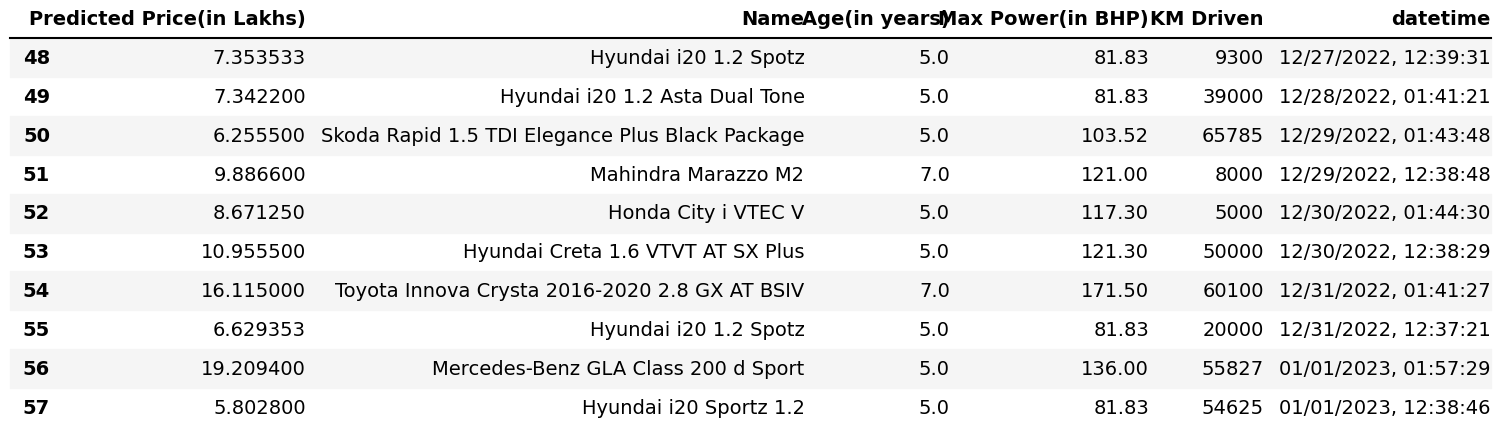 Predicted Price(in Lakhs) Name Age(in years) Max Power(in BHP) KM Driven datetime
48 7.353533 Hyundai i20 1.2 Spotz 5.0 81.83 9300 12/27/2022, 12:39:31
49 7.342200 Hyundai i20 1.2 Asta Dual Tone 5.0 81.83 39000 12/28/2022, 01:41:21
50 6.255500 Skoda Rapid 1.5 TDI Elegance Plus Black Package 5.0 103.52 65785 12/29/2022, 01:43:48
51 9.886600 Mahindra Marazzo M2 7.0 121.00 8000 12/29/2022, 12:38:48
52 8.671250 Honda City i VTEC V 5.0 117.30 5000 12/30/2022, 01:44:30
53 10.955500 Hyundai Creta 1.6 VTVT AT SX Plus 5.0 121.30 50000 12/30/2022, 12:38:29
54 16.115000 Toyota Innova Crysta 2016-2020 2.8 GX AT BSIV 7.0 171.50 60100 12/31/2022, 01:41:27
55 6.629353 Hyundai i20 1.2 Spotz 5.0 81.83 20000 12/31/2022, 12:37:21
56 19.209400 Mercedes-Benz GLA Class 200 d Sport 5.0 136.00 55827 01/01/2023, 01:57:29
57 5.802800 Hyundai i20 Sportz 1.2 5.0 81.83 54625 01/01/2023, 12:38:46